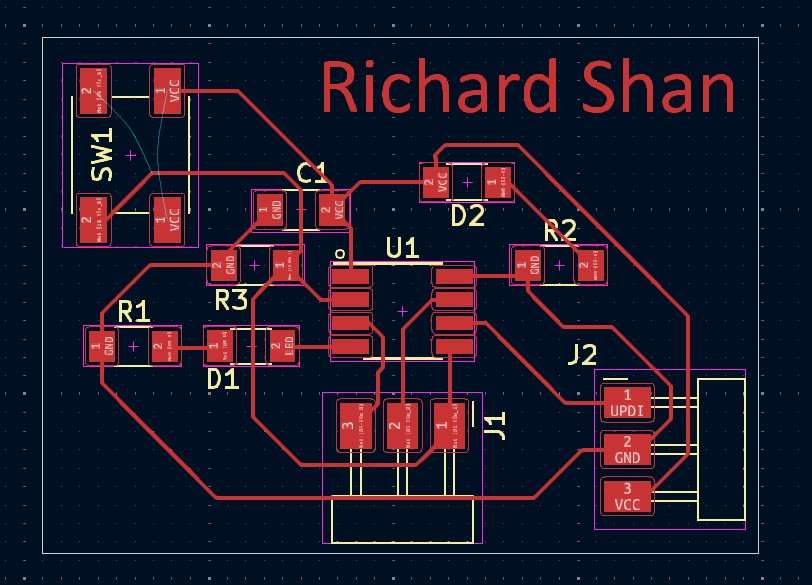 Richard Shan
2
1
VCC
SW1
2
1
VCC
C1
1
GND
2
VCC
2
VCC
1
D2
R2
1
GND
2
U1
2
GND
1
R3
R1
1
GND
2
1
2
LED
D1
J2
1
UPDI
2
GND
3
VCC
3
2
1
J1